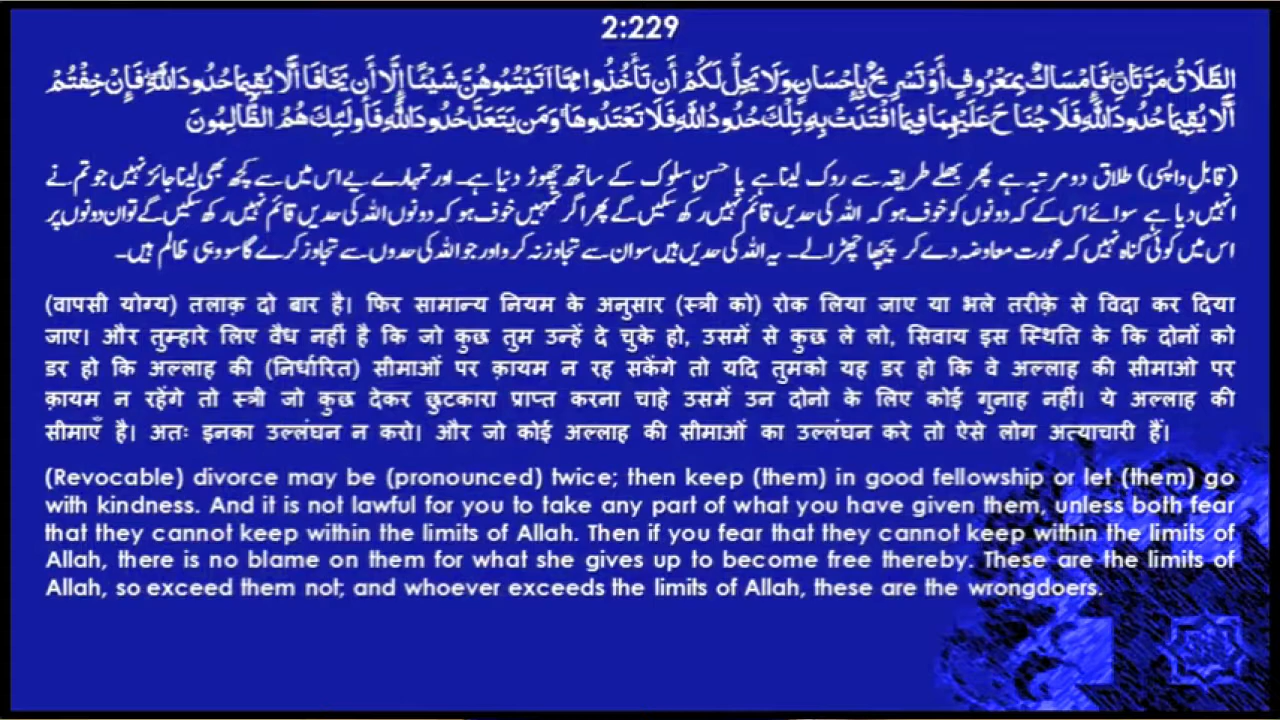 2:229
الطَّلَاقُ مَرَّتَانِ ۖ فَإِمْسَاكٌ بِمَعْرُوفٍ أَوْ تَسْرِيحٌ بِإِحْسَانٍ وَلَا يَحِلُّ لَكُمْ أَن تَأْخُذُوا مِمَّا آتَيْتُمُوهُنَّ شَيْئًا إِلَّا أَن يَخَافَا أَلَّا يُقِيمَا حُدُودَ اللَّهِ ۖ فَإِنْ خِفْتُمْ
أَلَّا يُقِيمَا حُدُودَ اللَّهِ فَلَا جُنَاحَ عَلَيْهِمَا فِيمَا افْتَدَتْ بِهِ تِلْكَ حُدُودُ اللَّهِ فَلَا تَعْتَدُوهَا ۚ وَمَن يَتَعَدَّ حُدُودَ اللَّهِ فَأُولَٰئِكَ هُمُ الظَّالِمُونَ
(قابلِ واپسی) طلاق دو مرتبہ ہے پھر بھلے طریقہ سے روک لینا ہے یا حسنِ سلوک کے ساتھ چھوڑ دنیا ہے۔ اور تمہارے لیے اس میں سے کچھ بھی لینا جائز نہیں جو تم نے
انہیں دیا ہے سوائے اس کے کہ دونوں کو خوف ہو کہ اللہ کی حدیں قائم نہیں رکھ سکیں گے پھر اگر تمہیں خوف ہو کہ دونوں اللہ کی حدیں قائم نہیں رکھ سکیں گے تو ان دونوں پر
اس میں کوئی گناہ نہیں کہ عورت معاوضہ دے کر پیچھا چھڑالے۔ یہ اللہ کی حدیں ہیں سو ان سے تجاوز نہ کرو اور جو اللہ کی حدوں سے تجاوز کرے گا سو وہی ظالم ہیں۔
(वापसी योग्य) तलाक़ दो बार है। फिर सामान्य नियम के अनुसार (स्त्री को) रोक लिया जाए या भले तरीक़े से विदा कर दिया
जाए। और तुम्हारे लिए वैध नहीं है कि जो कुछ तुम उन्हें दे चुके हो, उसमें से कुछ ले लो, सिवाय इस स्थिति के कि दोनों को
डर हो कि अल्लाह की (निर्धारित) सीमाओं पर क़ायम न रह सकेंगे तो यदि तुमको यह डर हो कि वे अल्लाह की सीमाओ पर
क़ायम न रहेंगे तो स्त्री जो कुछ देकर छुटकारा प्राप्त करना चाहे उसमें उन दोनो के लिए कोई गुनाह नहीं। ये अल्लाह की
सीमाएँ है। अतः इनका उल्लंघन न करो। और जो कोई अल्लाह की सीमाओं का उल्लंघन करे तो ऐसे लोग अत्याचारी हैं।
(Revocable) divorce may be (pronounced) twice; then keep (them) in good fellowship or let (them) go
with kindness. And it is not lawful for you to take any part of what you have given them, unless both fear
that they cannot keep within the limits of Allah. Then if you fear that they cannot keep within the limits of
Allah, there is no blame on them for what she gives up to become free thereby. These are the limits of
Allah, so exceed them not; and whoever exceeds the limits of Allah, these are the wrongdoers.